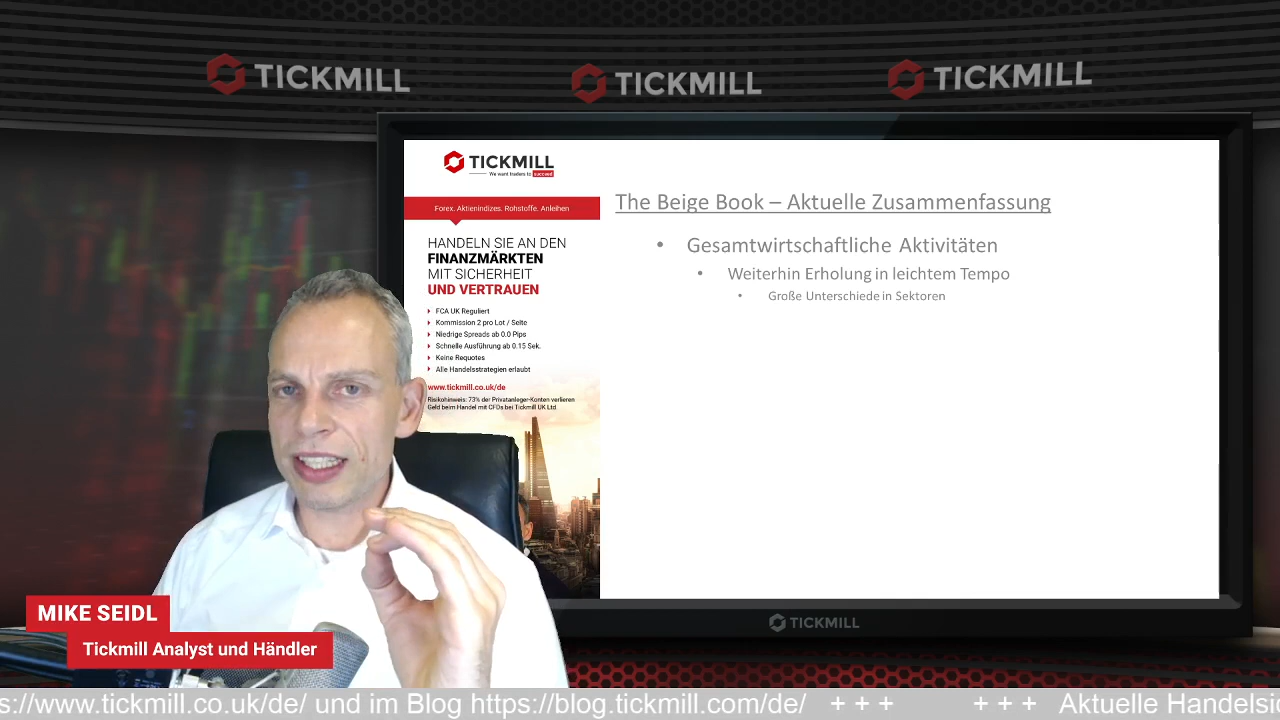 TICKMILL
TICKMILL
TICKMILL
TICKMILL
We want traders to succeed
Forex. Aktienindizes. Rohstoffe. Anleihen
HANDELN SIE AN DEN
FINANZMÄRKTEN
MIT SICHERHEIT
UND VERTRAUEN
FCA UK Reguliert
Kommission 2 pro Lot / Seite
Niedrige Spreads ab 0.0 Pips
Schnelle Ausführung ab 0.15 Sek.
Keine Requotes
Alle Handelsstrategien erlaubt
www.tickmill.co.uk/de
Risikohinweis: 73% der Privatanleger-Konten verlieren
Geld beim Handel mit CFDs bei Tickmill UK Ltd.
The Beige Book – Aktuelle Zusammenfassung
• Gesamtwirtschaftliche Aktivitäten
• Weiterhin Erholung in leichtem Tempo
• Große Unterschiede in Sektoren
TICKMILL
MIKE SEIDL
Tickmill Analyst und Händler
s://www.tickmill.co.uk/de/ und im Blog https://blog.tickmill.com/de/ +++ +++ Aktuelle Handelsi